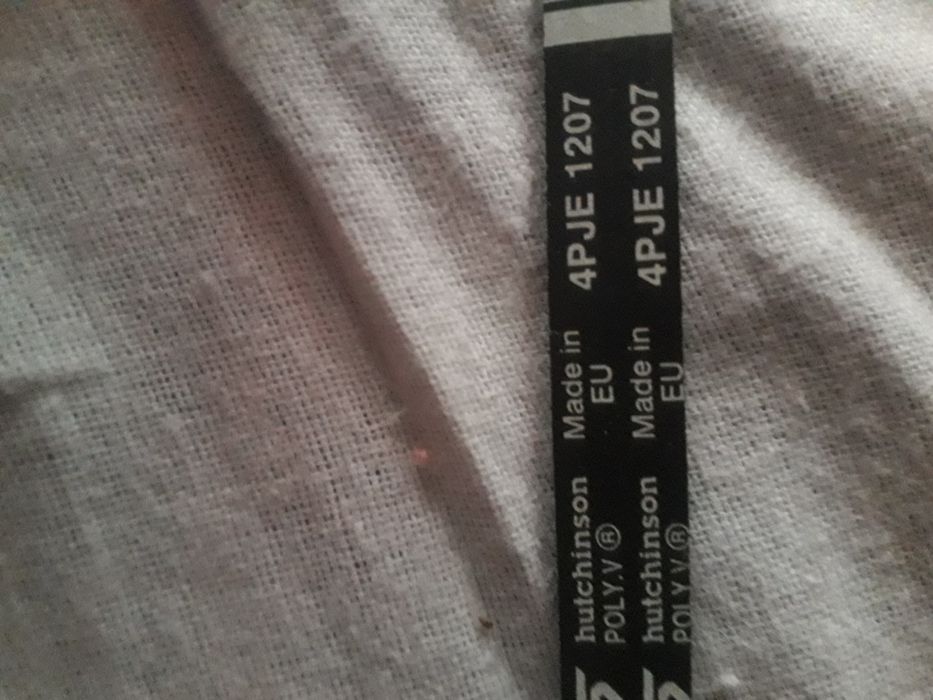 hutchinson Made in 4PJE 1207
POLY.V ® EU
hutchinson Made in 4PJE 1207
POLY.V ® EU